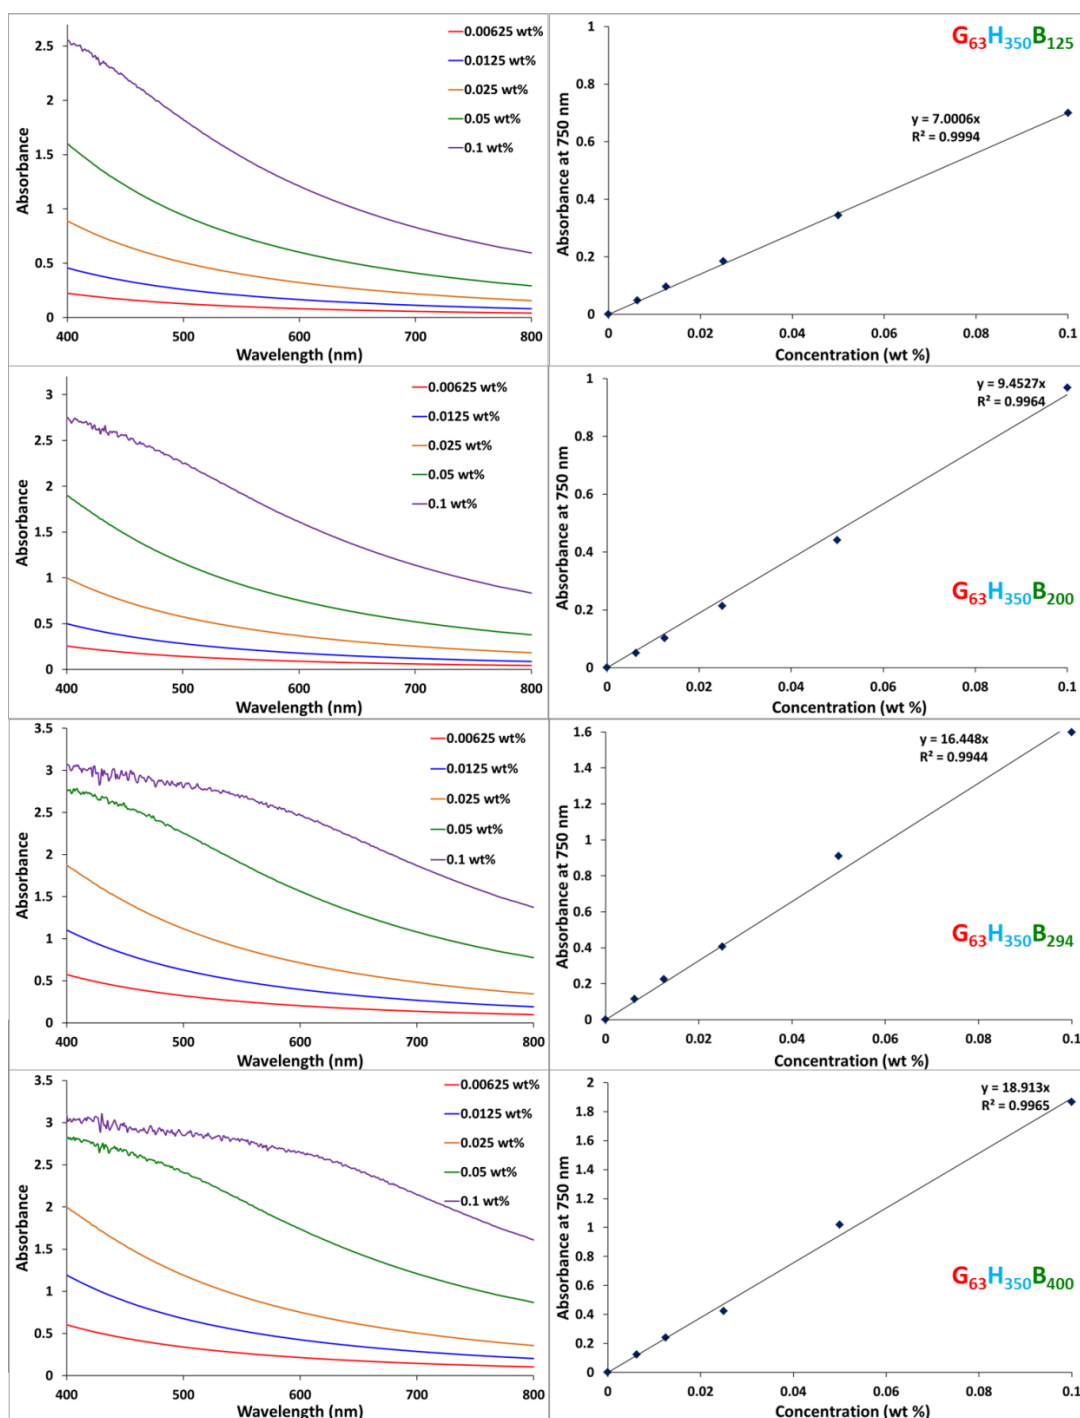 Absorbance
2.5
2
1.5
1
0.5
0
400 500 600 700 800
Wavelength (nm)
0.00625 wt%
0.0125 wt%
0.025 wt%
0.05 wt%
0.1 wt%
Absorbance at 750 nm
1
0.8
0.6
0.4
0.2
0
0 0.02 0.04 0.06 0.08 0.1
Concentration (wt %)
y = 7.0006x
R² = 0.9994
G₆₃H₃₅₀B₁₂₅
Absorbance
3
2.5
2
1.5
1
0.5
0
400 500 600 700 800
Wavelength (nm)
0.00625 wt%
0.0125 wt%
0.025 wt%
0.05 wt%
0.1 wt%
Absorbance at 750 nm
1
0.8
0.6
0.4
0.2
0
0 0.02 0.04 0.06 0.08 0.1
Concentration (wt %)
y = 9.4527x
R² = 0.9964
G₆₃H₃₅₀B₂₀₀
Absorbance
3.5
3
2.5
2
1.5
1
0.5
0
400 500 600 700 800
Wavelength (nm)
0.00625 wt%
0.0125 wt%
0.025 wt%
0.05 wt%
0.1 wt%
Absorbance at 750 nm
1.6
1.4
1.2
1
0.8
0.6
0.4
0.2
0
0 0.02 0.04 0.06 0.08 0.1
Concentration (wt %)
y = 16.448x
R² = 0.9944
G₆₃H₃₅₀B₂₉₄
Absorbance
3.5
3
2.5
2
1.5
1
0.5
0
400 500 600 700 800
Wavelength (nm)
0.00625 wt%
0.0125 wt%
0.025 wt%
0.05 wt%
0.1 wt%
Absorbance at 750 nm
2
1.8
1.6
1.4
1.2
1
0.8
0.6
0.4
0.2
0
0 0.02 0.04 0.06 0.08 0.1
Concentration (wt %)
y = 18.913x
R² = 0.9965
G₆₃H₃₅₀B₄₀₀